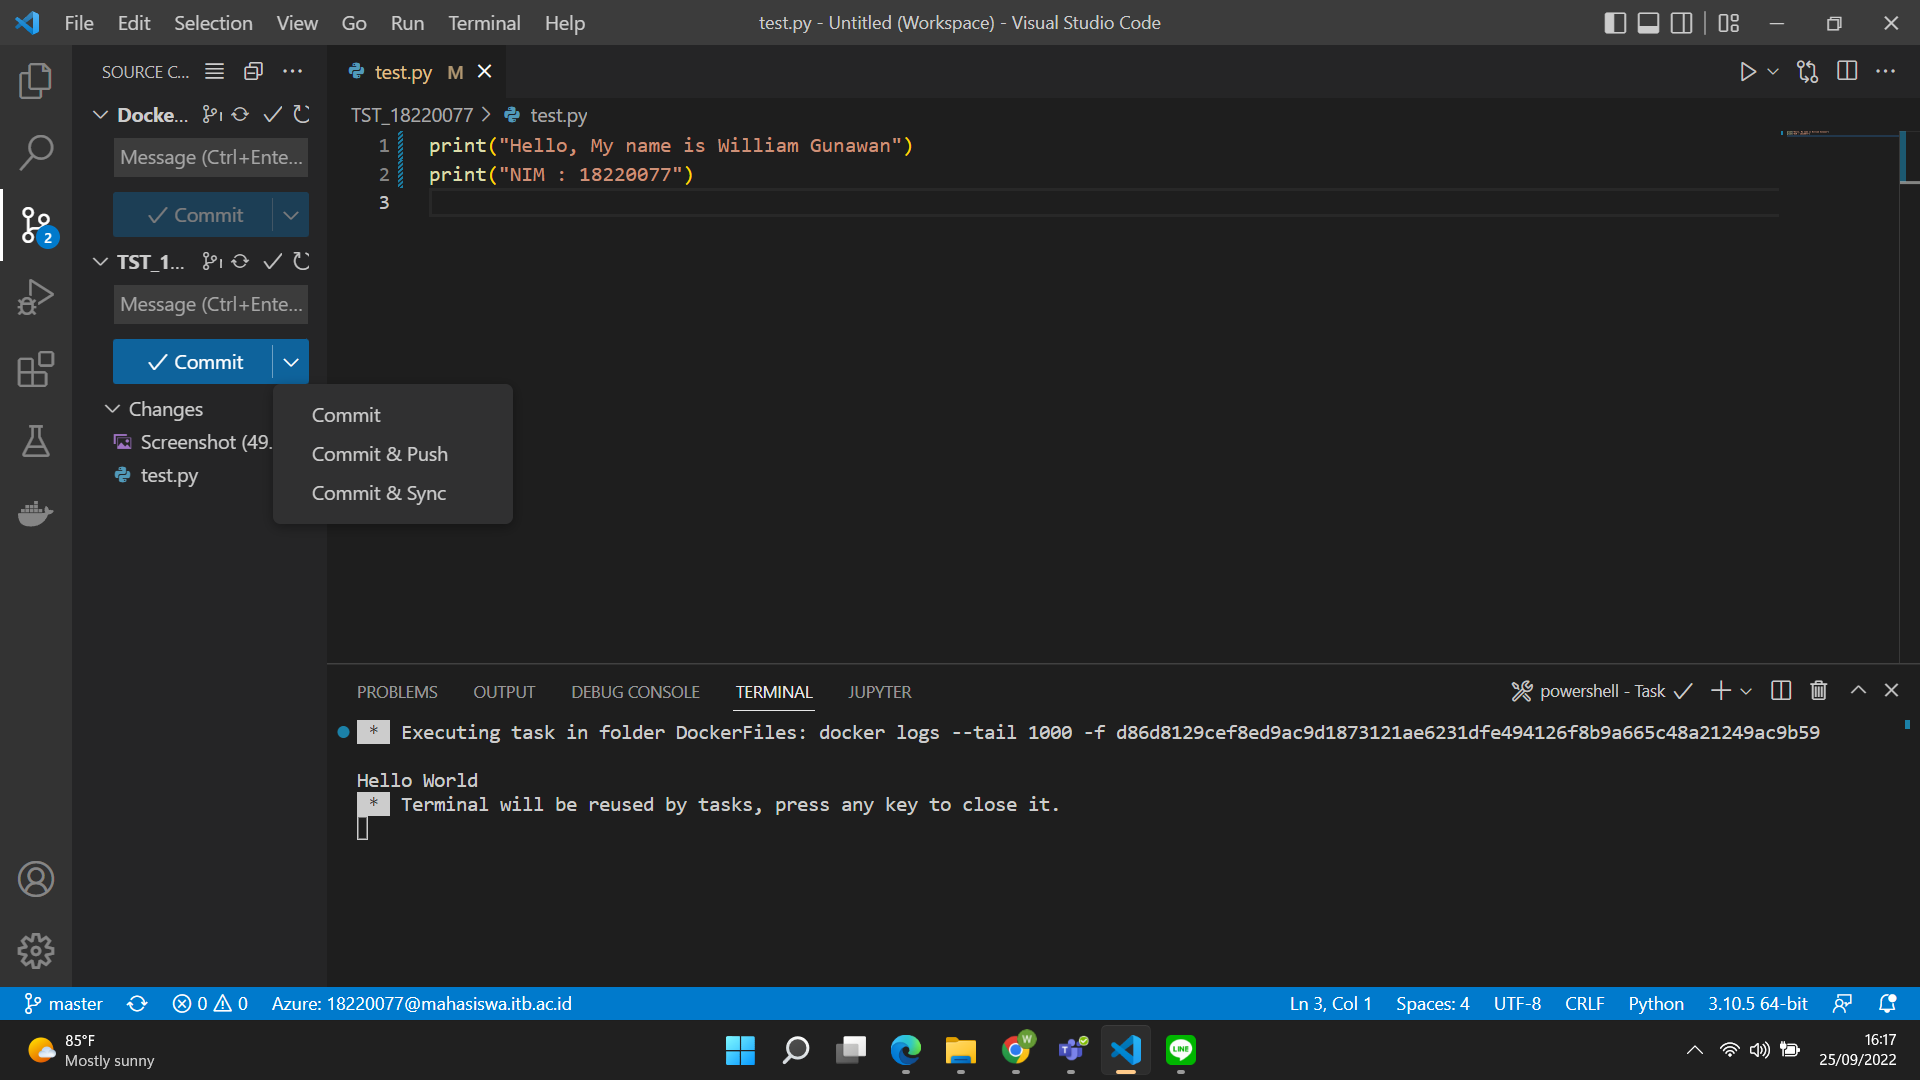 File Edit Selection View Go Run Terminal Help
test.py - Untitled (Workspace) - Visual Studio Code
SOURCE C...
test.py M
Docke...
TST_18220077 > test.py
Message (Ctrl+Ente...
Commit
TST_1...
Message (Ctrl+Ente...
Commit
Changes
Screenshot (49.
test.py
2
Commit
Commit & Push
Commit & Sync
1 print("Hello, My name is William Gunawan")
2 print("NIM : 18220077")
3
PROBLEMS OUTPUT DEBUG CONSOLE TERMINAL JUPYTER
powershell - Task
* Executing task in folder DockerFiles: docker logs --tail 1000 -f d86d8129cef8ed9ac9d1873121ae6231dfe494126f8b9a665c48a21249ac9b59
Hello World
* Terminal will be reused by tasks, press any key to close it.
master 0 0 Azure: 18220077@mahasiswa.itb.ac.id
Ln 3, Col 1 Spaces: 4 UTF-8 CRLF Python 3.10.5 64-bit
85°F
Mostly sunny
W
LINE
16:17
25/09/2022